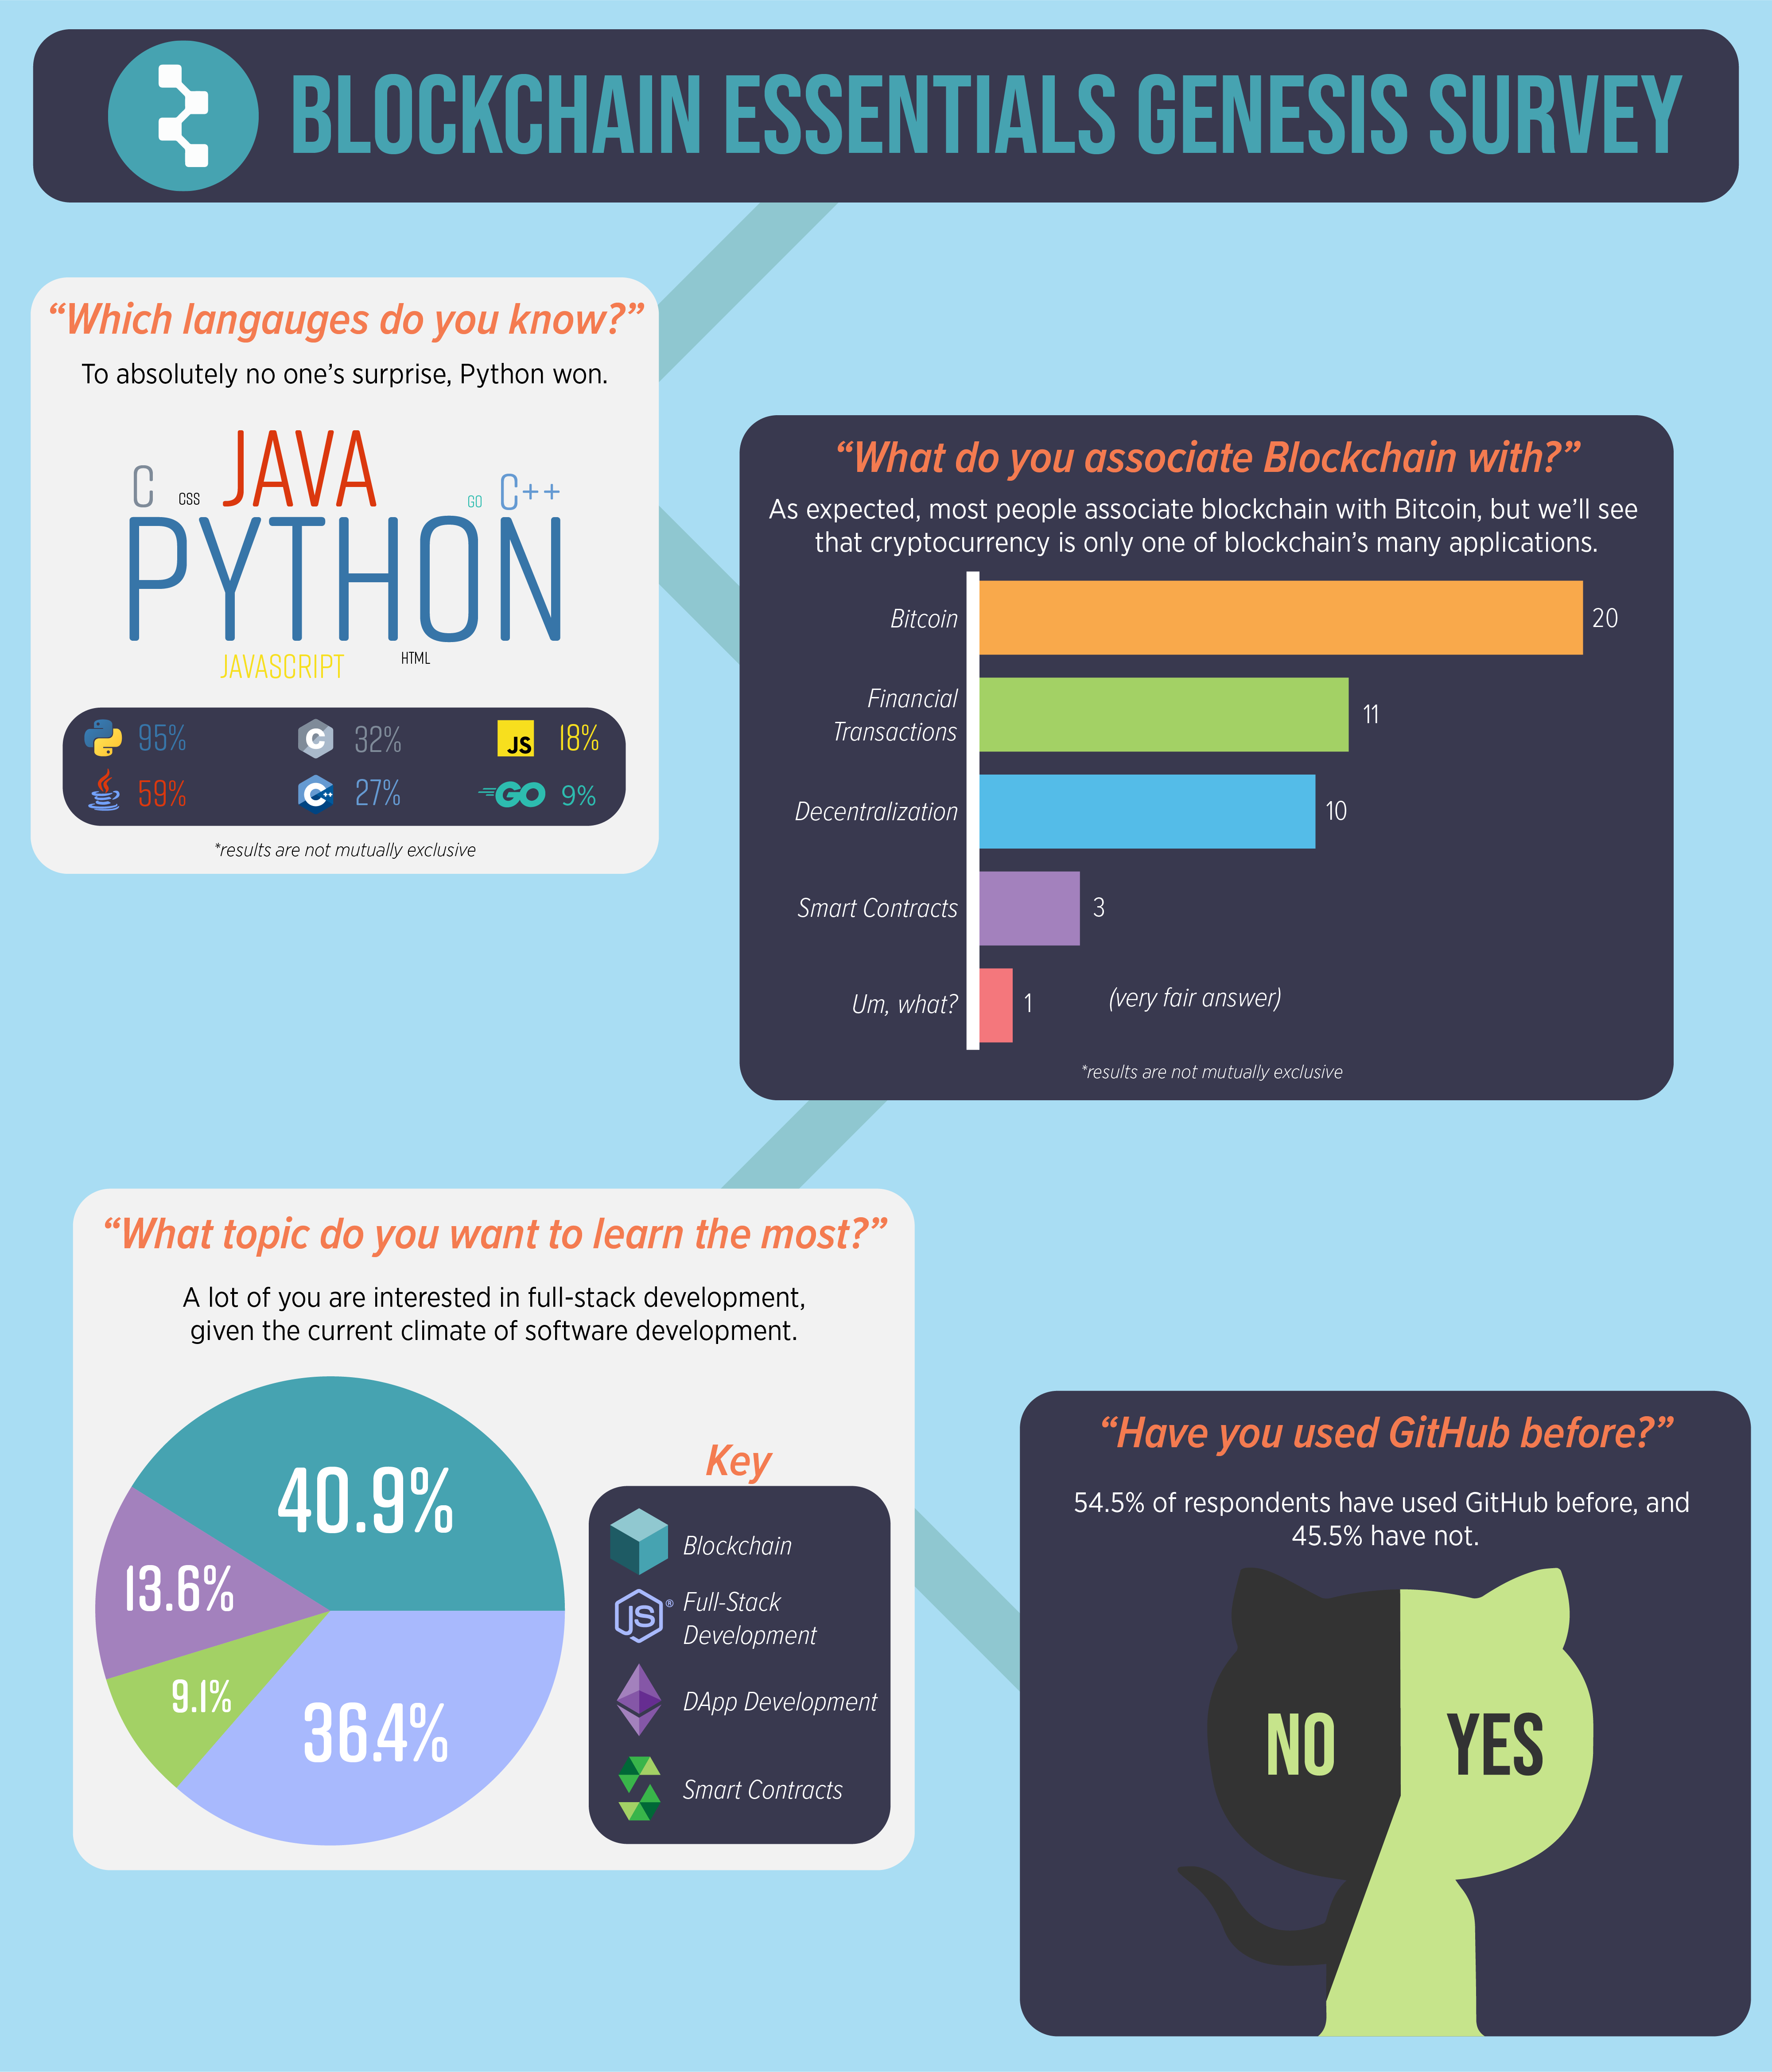 BLOCKCHAIN ESSENTIALS GENESIS SURVEY
“Which langauges do you know?”
To absolutely no one’s surprise, Python won.
C CSS JAVA GO C++
PYTHON
JAVASCRIPT HTML
95% C 32% JS 18%
59% C++ 27% GO 9%
*results are not mutually exclusive
“What do you associate Blockchain with?”
As expected, most people associate blockchain with Bitcoin, but we’ll see
that cryptocurrency is only one of blockchain’s many applications.
Bitcoin 20
Financial
Transactions 11
Decentralization 10
Smart Contracts 3
Um, what? 1 (very fair answer)
*results are not mutually exclusive
“What topic do you want to learn the most?”
A lot of you are interested in full-stack development,
given the current climate of software development.
40.9%
13.6%
9.1%
36.4%
Key
Blockchain
JS® Full-Stack
Development
DApp Development
Smart Contracts
“Have you used GitHub before?”
54.5% of respondents have used GitHub before, and
45.5% have not.
NO YES